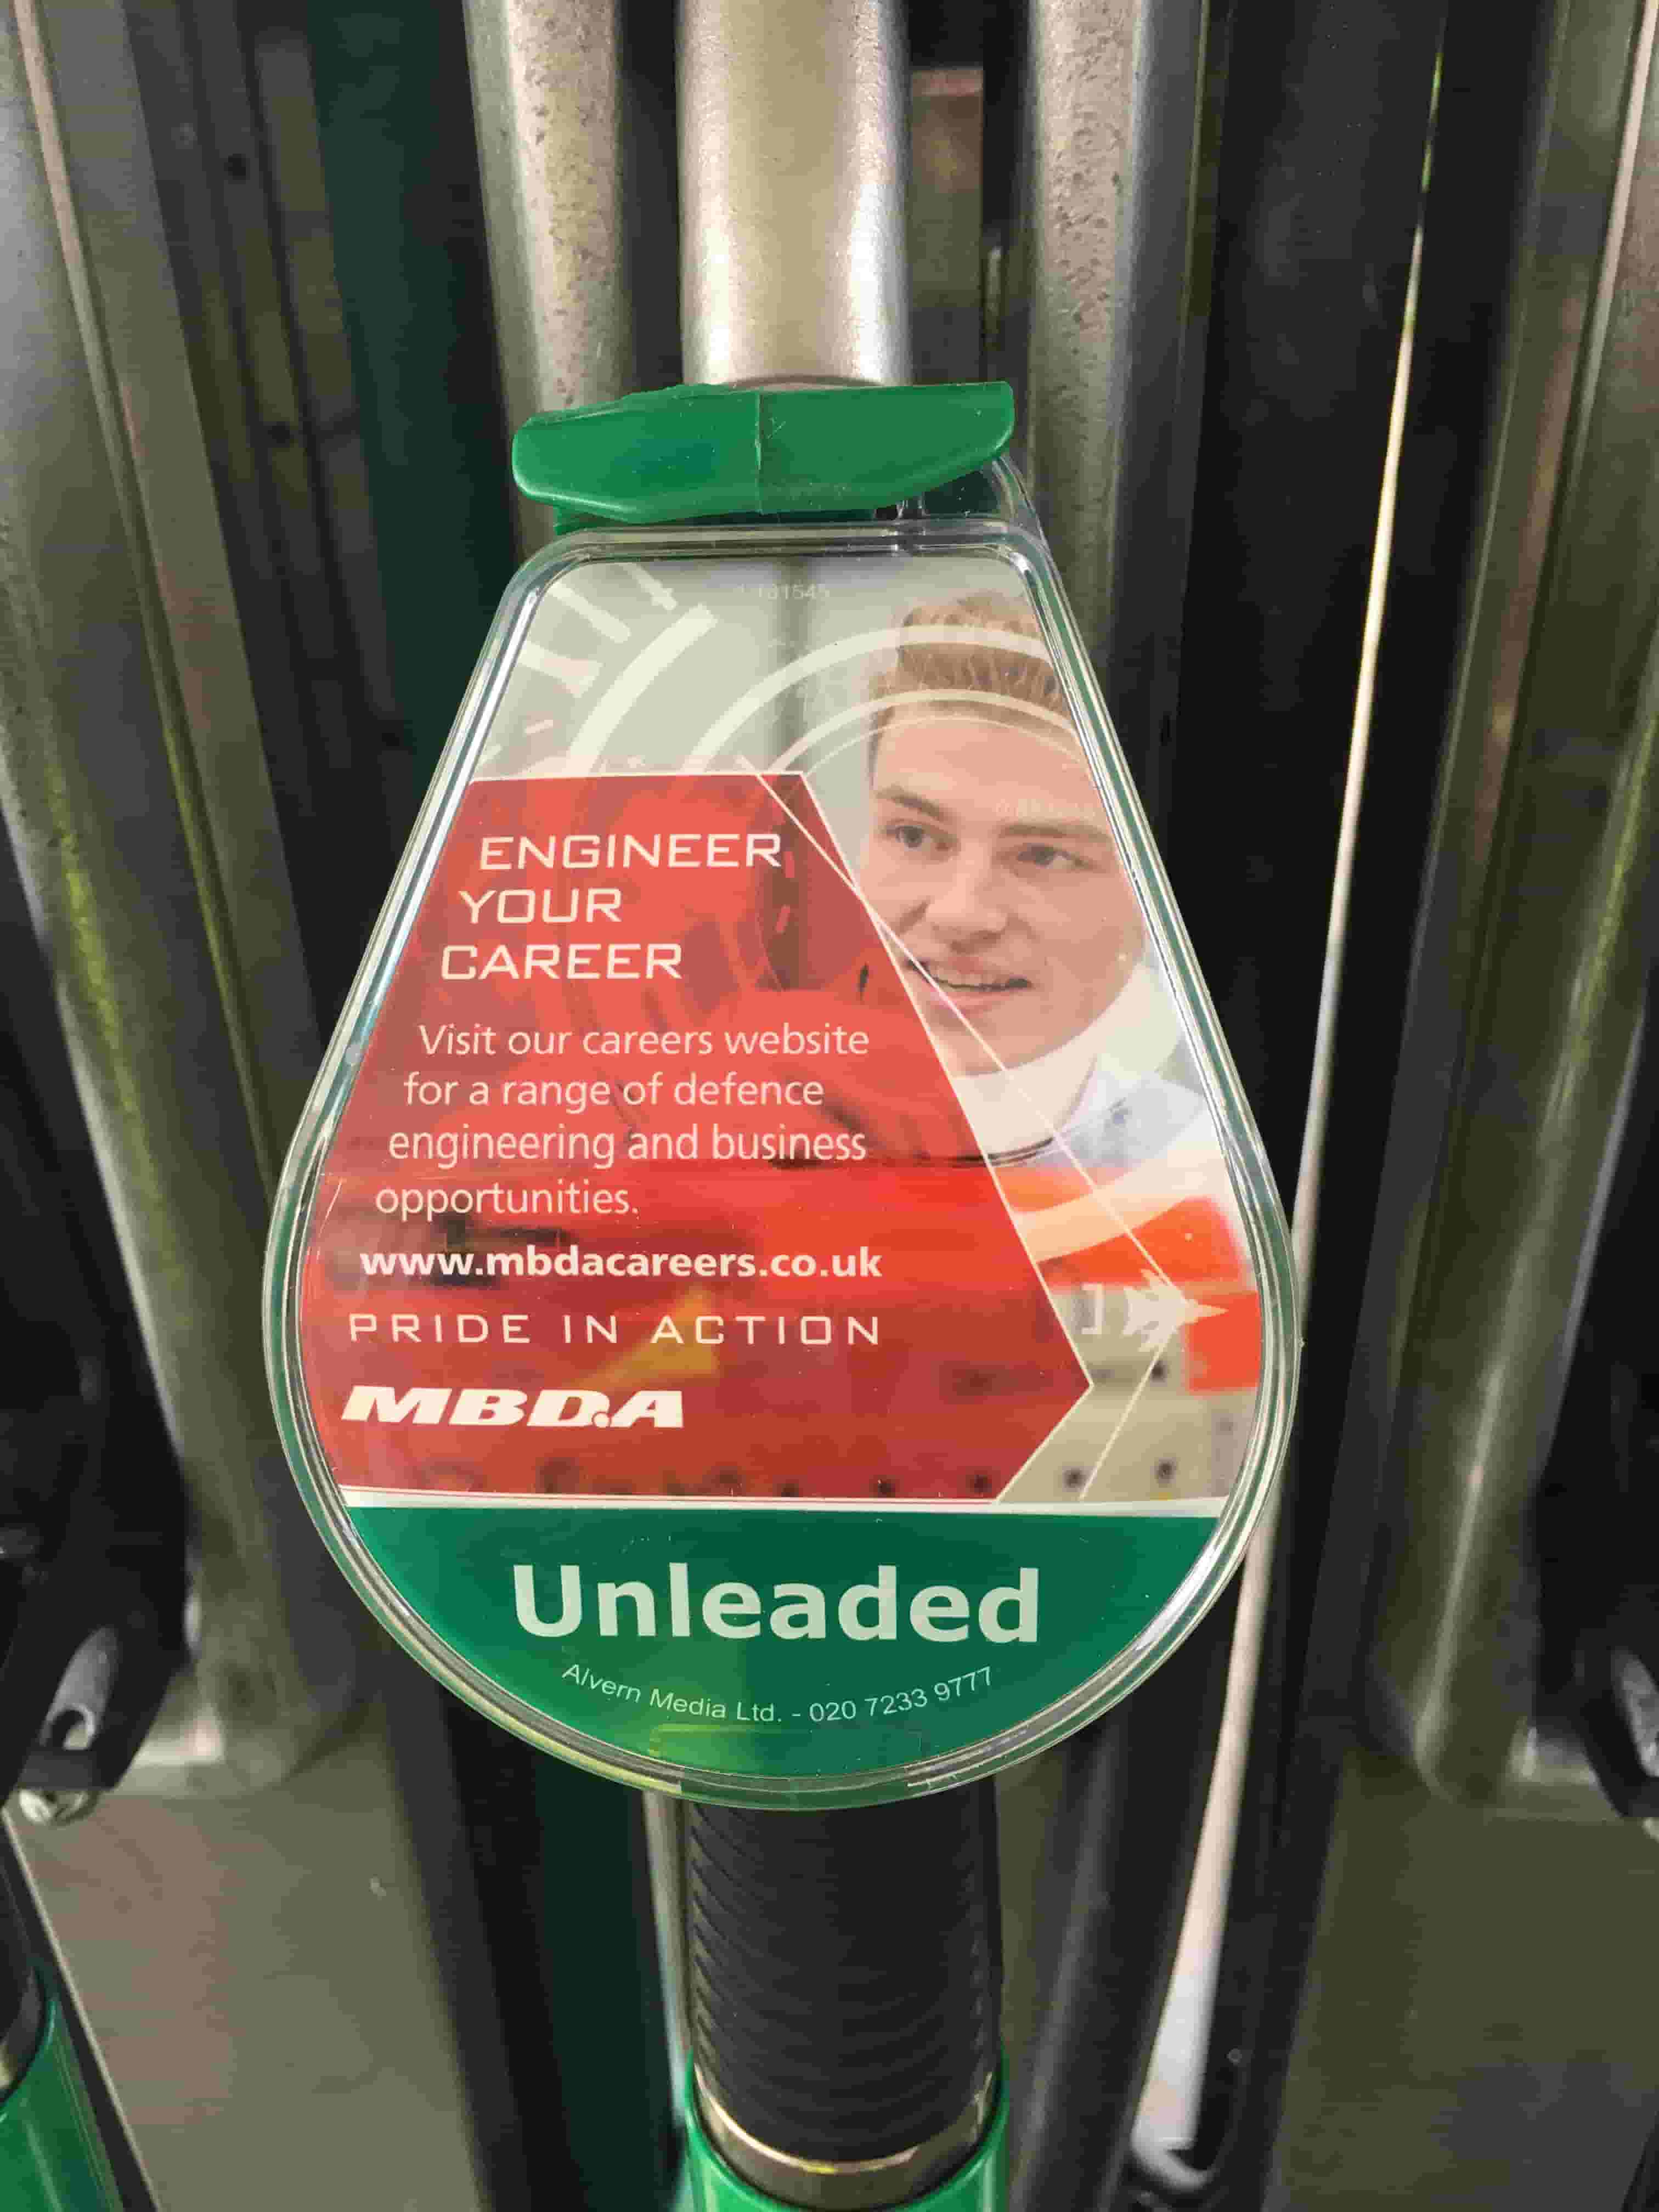 ENGINEER
YOUR
CAREER
Visit our careers website
for a range of defence
engineering and business
opportunities.
www.mbdacareers.co.uk
PRIDE IN ACTION
MBDA
Unleaded
Alvern Media Ltd. - 020 7233 9777